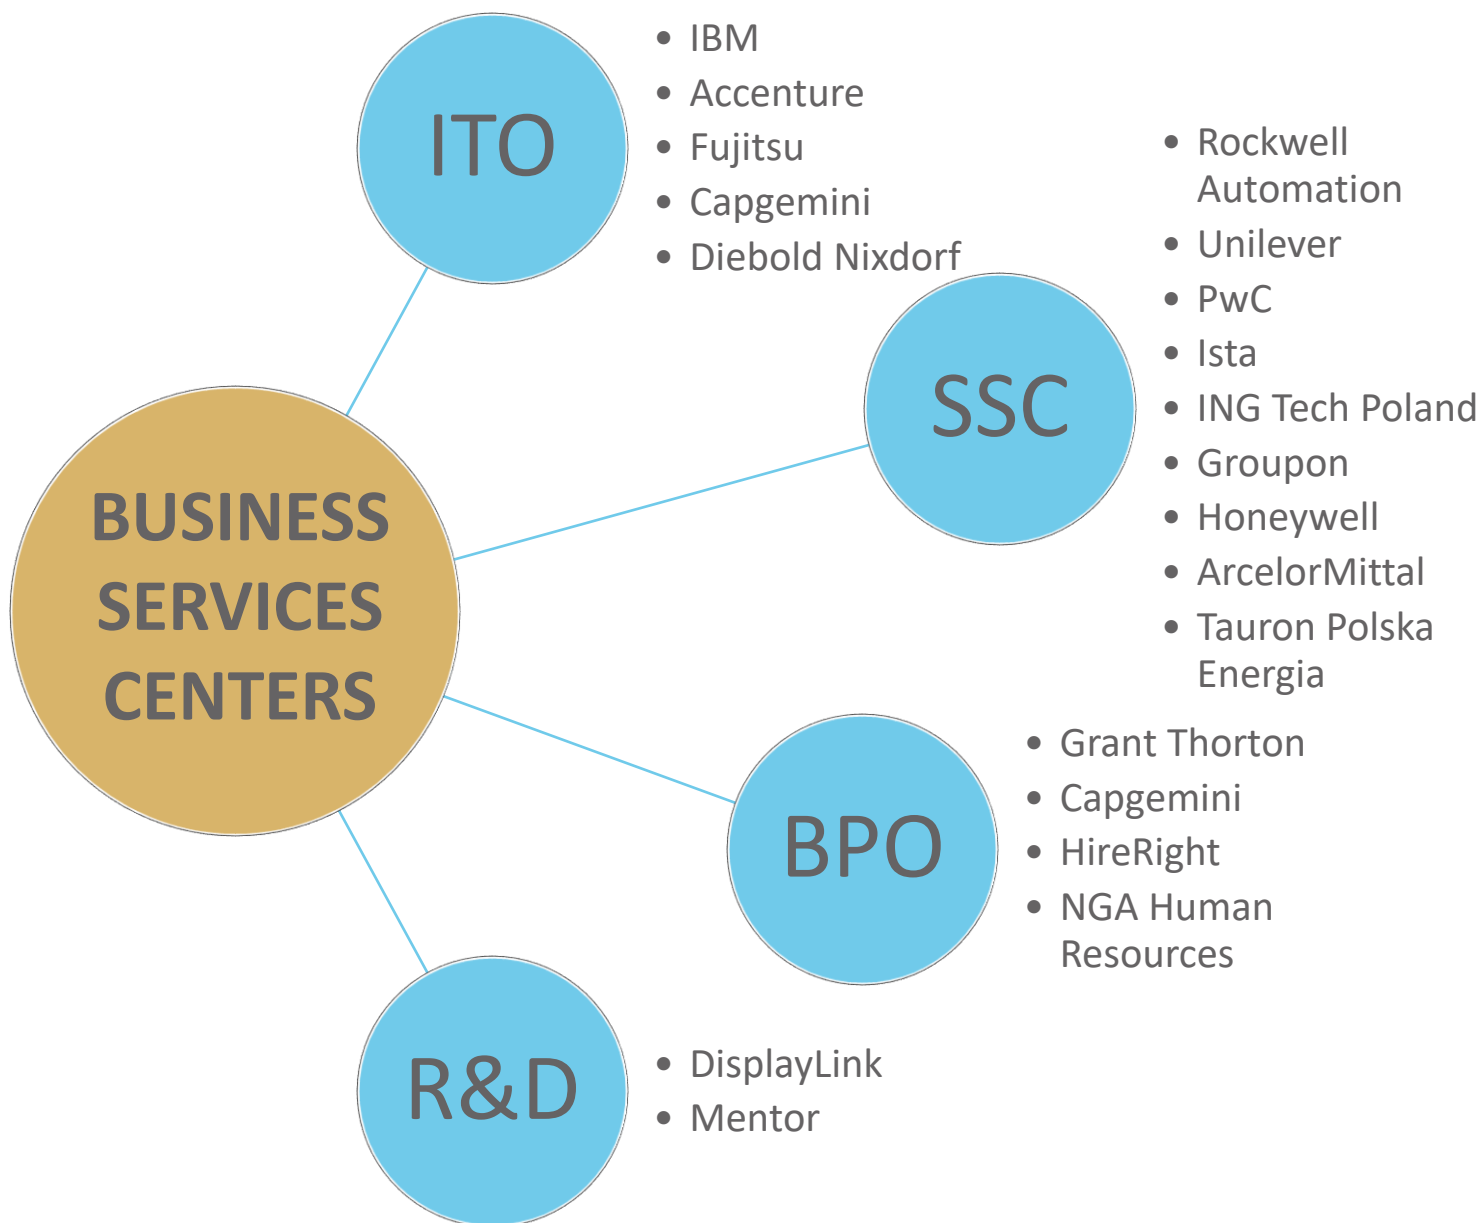 BUSINESS
SERVICES
CENTERS
ITO
• IBM
• Accenture
• Fujitsu
• Capgemini
• Diebold Nixdorf
SSC
• Rockwell
Automation
• Unilever
• PwC
• Ista
• ING Tech Poland
• Groupon
• Honeywell
• ArcelorMittal
• Tauron Polska
Energia
BPO
• Grant Thorton
• Capgemini
• HireRight
• NGA Human
Resources
R&D
• DisplayLink
• Mentor